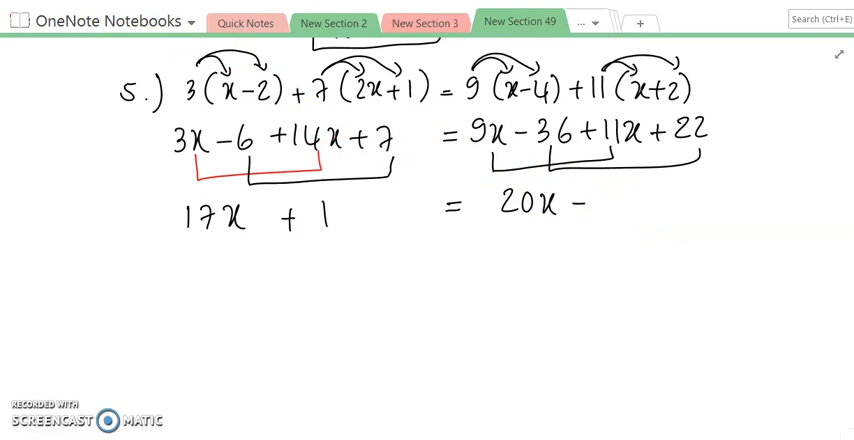 OneNote Notebooks Quick Notes New Section 2 New Section 3 New Section 49 ... + Search (Ctrl+E)
5.) 3(x-2)+7(2x+1)=9(x-4)+11(x+2)
3x-6+14x+7 =9x-36+11x+22
17x + 1 = 20x -
RECORDED WITH
SCREENCAST MATIC